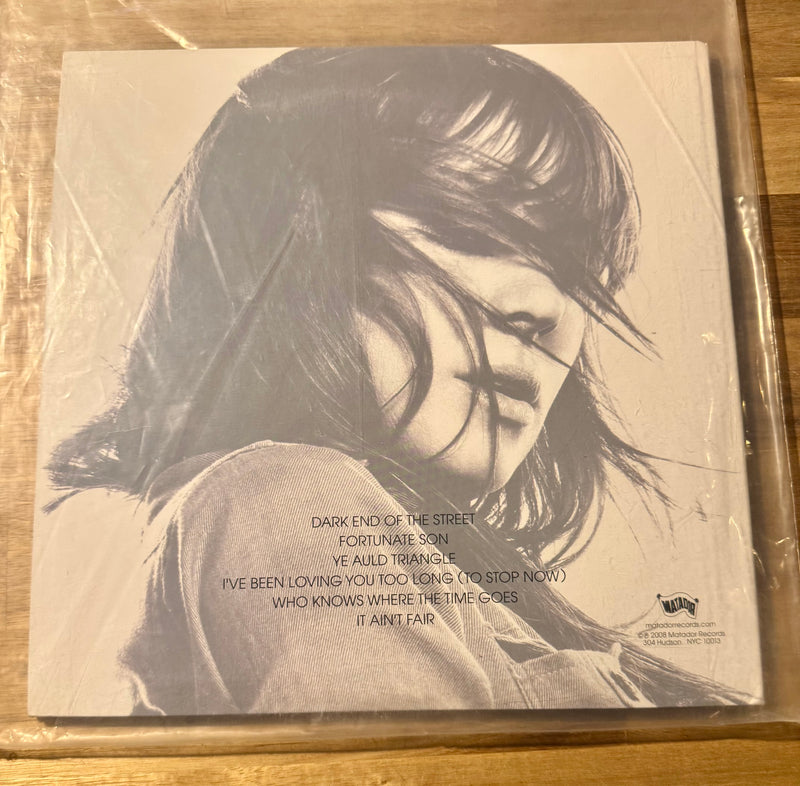 DARK END OF THE STREET
FORTUNATE SON
YE AULD TRIANGLE
I'VE BEEN LOVING YOU TOO LONG (TO STOP NOW)
WHO KNOWS WHERE THE TIME GOES
IT AIN'T FAIR
MATADOR
matadorrecords.com
©℗ 2008 Matador Records
304 Hudson. NYC 10013